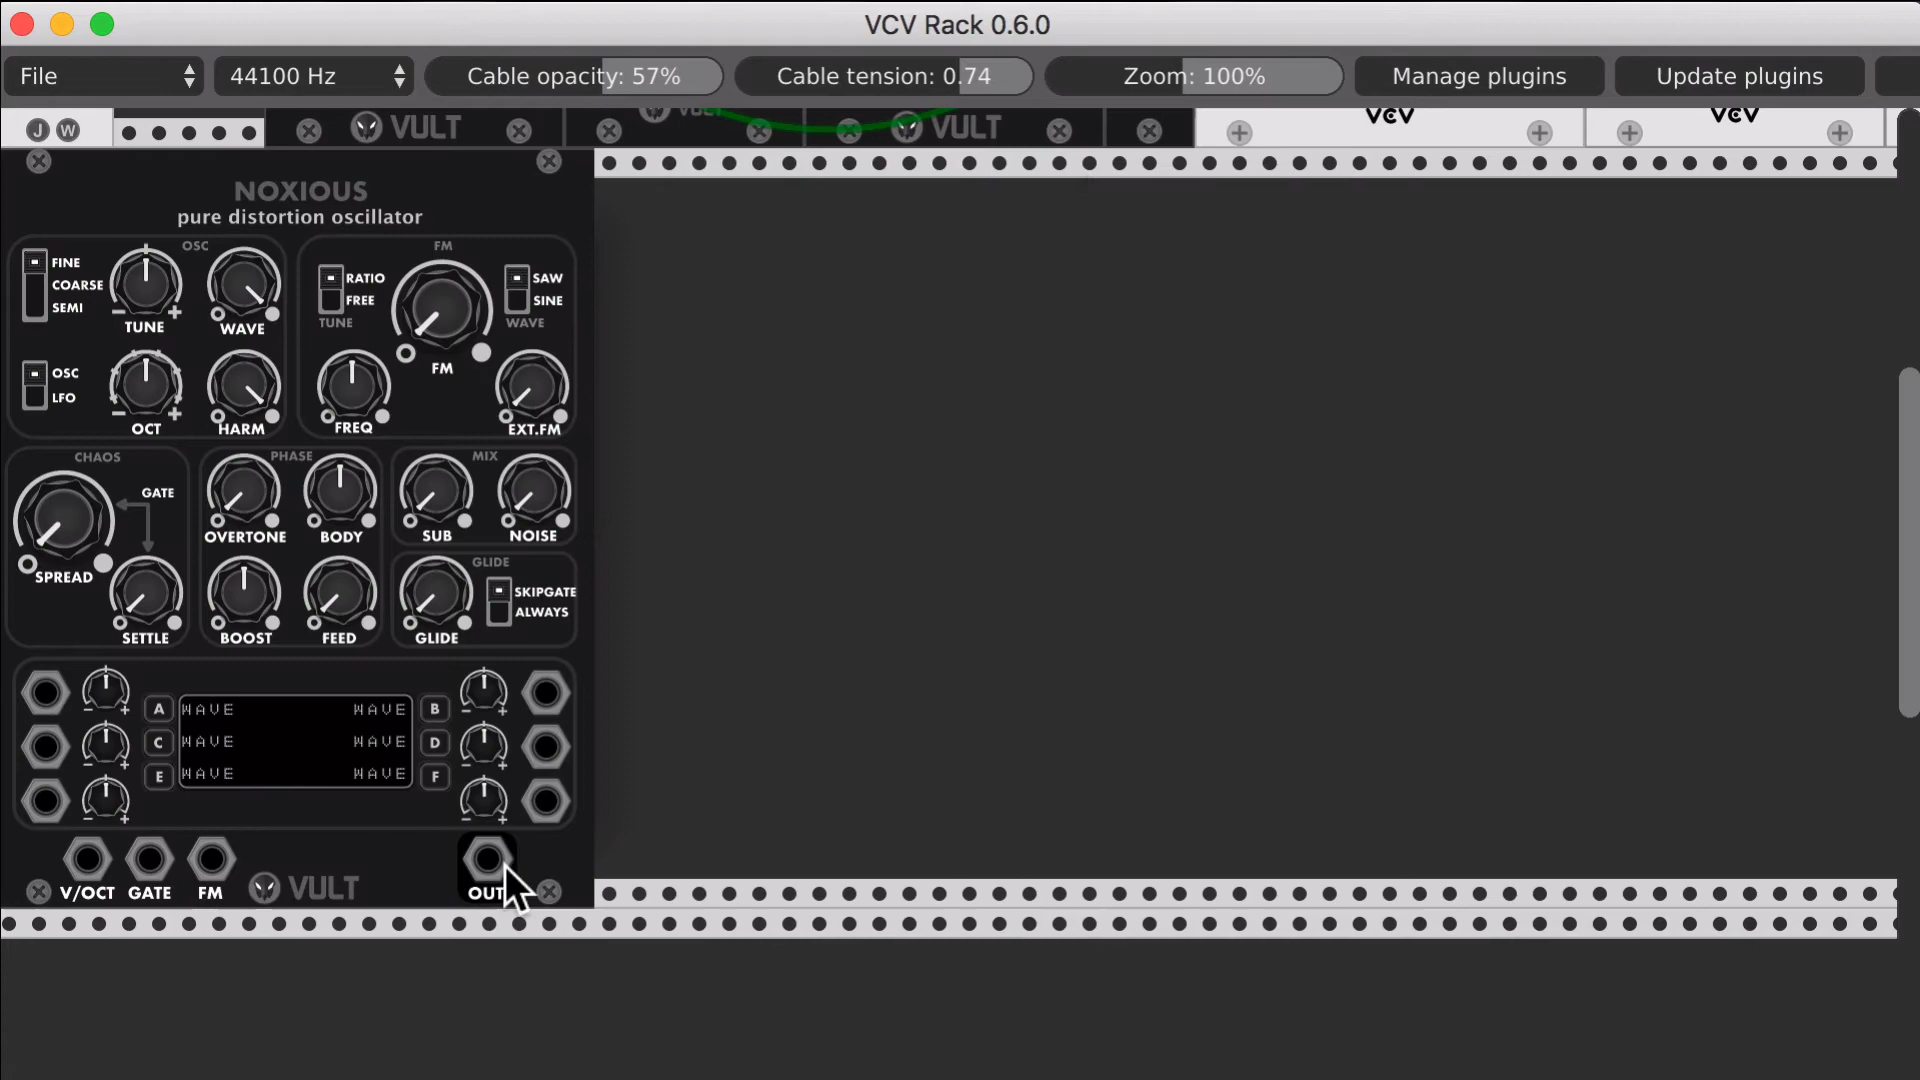 VCV Rack 0.6.0
File
44100 Hz
Cable opacity: 57%
Cable tension: 0.74
Zoom: 100%
Manage plugins
Update plugins
J W
VULT
VULT
VULT
VCV
VCV
NOXIOUS
pure distortion oscillator
OSC
FM
FINE
COARSE
SEMI
TUNE
WAVE
RATIO
FREE
TUNE
SAW
SINE
WAVE
FM
OSC
LFO
OCT
HARM
FREQ
EXT.FM
CHAOS
PHASE
MIX
GATE
SPREAD
SETTLE
OVERTONE
BODY
SUB
NOISE
GLIDE
BOOST
FEED
GLIDE
SKIPGATE
ALWAYS
A WAVE WAVE B
C WAVE WAVE D
E WAVE WAVE F
V/OCT GATE FM
VULT
OUT